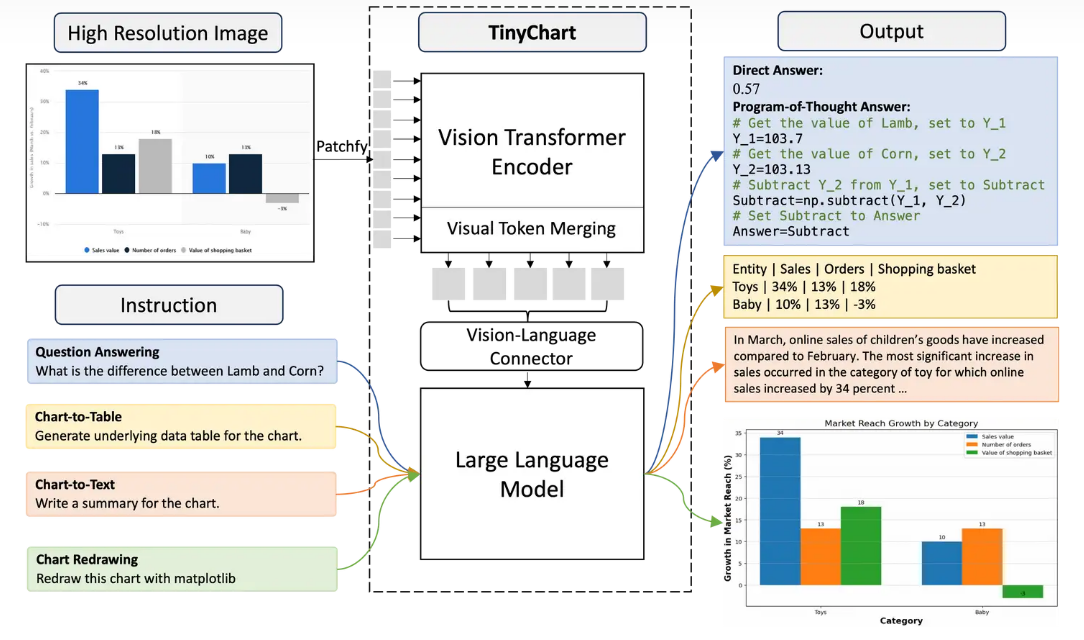 High Resolution Image
40%
30%
20%
10%
0%
-10%
34%
13%
18%
10%
13%
-3%
Toys
Baby
Sales value
Number of orders
Value of shopping basket
Patchfy
Instruction
Question Answering
What is the difference between Lamb and Corn?
Chart-to-Table
Generate underlying data table for the chart.
Chart-to-Text
Write a summary for the chart.
Chart Redrawing
Redraw this chart with matplotlib
TinyChart
Vision Transformer
Encoder
Visual Token Merging
Vision-Language
Connector
Large Language
Model
Output
Direct Answer:
0.57
Program-of-Thought Answer:
# Get the value of Lamb, set to Y_1
Y_1=103.7
# Get the value of Corn, set to Y_2
Y_2=103.13
# Subtract Y_2 from Y_1, set to Subtract
Subtract=np.subtract(Y_1, Y_2)
# Set Subtract to Answer
Answer=Subtract
Entity | Sales | Orders | Shopping basket
Toys | 34% | 13% | 18%
Baby | 10% | 13% | -3%
In March, online sales of children's goods have increased
compared to February. The most significant increase in
sales occurred in the category of toy for which online
sales increased by 34 percent ...
Market Reach Growth by Category
Growth in Market Reach (%)
35
30
25
20
15
10
5
0
34
13
18
10
13
Sales value
Number of orders
Value of shopping basket
Toys
Baby
Category